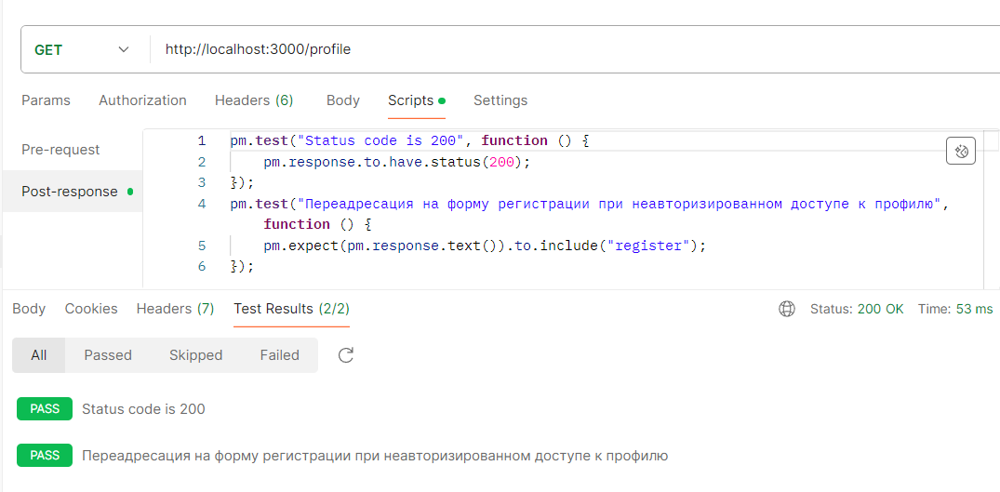 GET http://localhost:3000/profile
Params Authorization Headers (6) Body Scripts Settings
Pre-request
Post-response
1 pm.test("Status code is 200", function () {
2 pm.response.to.have.status(200);
3 });
4 pm.test("Переадресация на форму регистрации при неавторизированном доступе к профилю",
function () {
5 pm.expect(pm.response.text()).to.include("register");
6 });
Body Cookies Headers (7) Test Results (2/2) Status: 200 OK Time: 53 ms
All Passed Skipped Failed
PASS Status code is 200
PASS Переадресация на форму регистрации при неавторизированном доступе к профилю